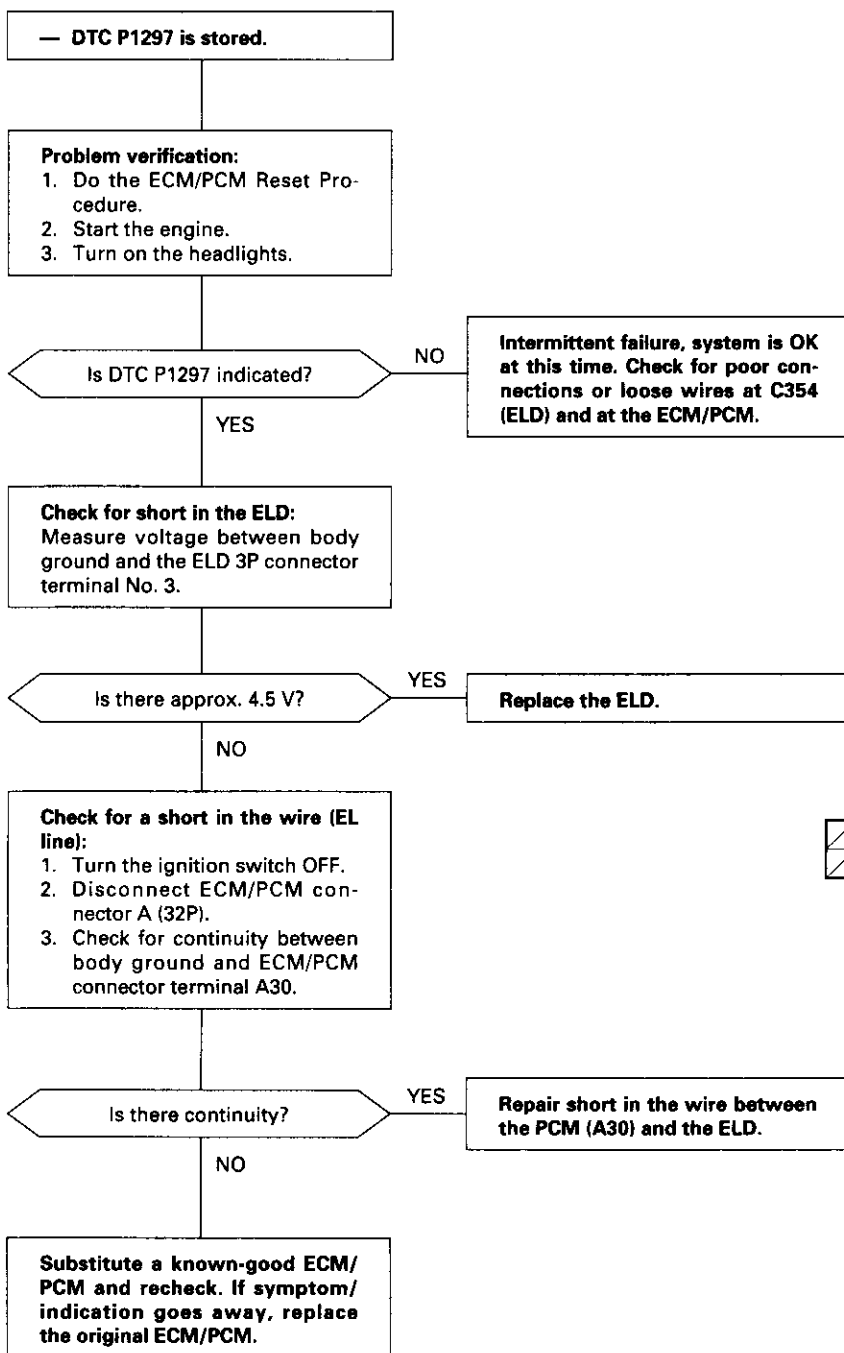 — DTC P1297 is stored.
Problem verification:
1. Do the ECM/PCM Reset Pro-
cedure.
2. Start the engine.
3. Turn on the headlights.
Is DTC P1297 indicated?
NO
Intermittent failure, system is OK
at this time. Check for poor con-
nections or loose wires at C354
(ELD) and at the ECM/PCM.
YES
Check for short in the ELD:
Measure voltage between body
ground and the ELD 3P connector
terminal No. 3.
Is there approx. 4.5 V?
YES
Replace the ELD.
NO
Check for a short in the wire (EL
line):
1. Turn the ignition switch OFF.
2. Disconnect ECM/PCM con-
nector A (32P).
3. Check for continuity between
body ground and ECM/PCM
connector terminal A30.
Is there continuity?
YES
Repair short in the wire between
the PCM (A30) and the ELD.
NO
Substitute a known-good ECM/
PCM and recheck. If symptom/
indication goes away, replace
the original ECM/PCM.